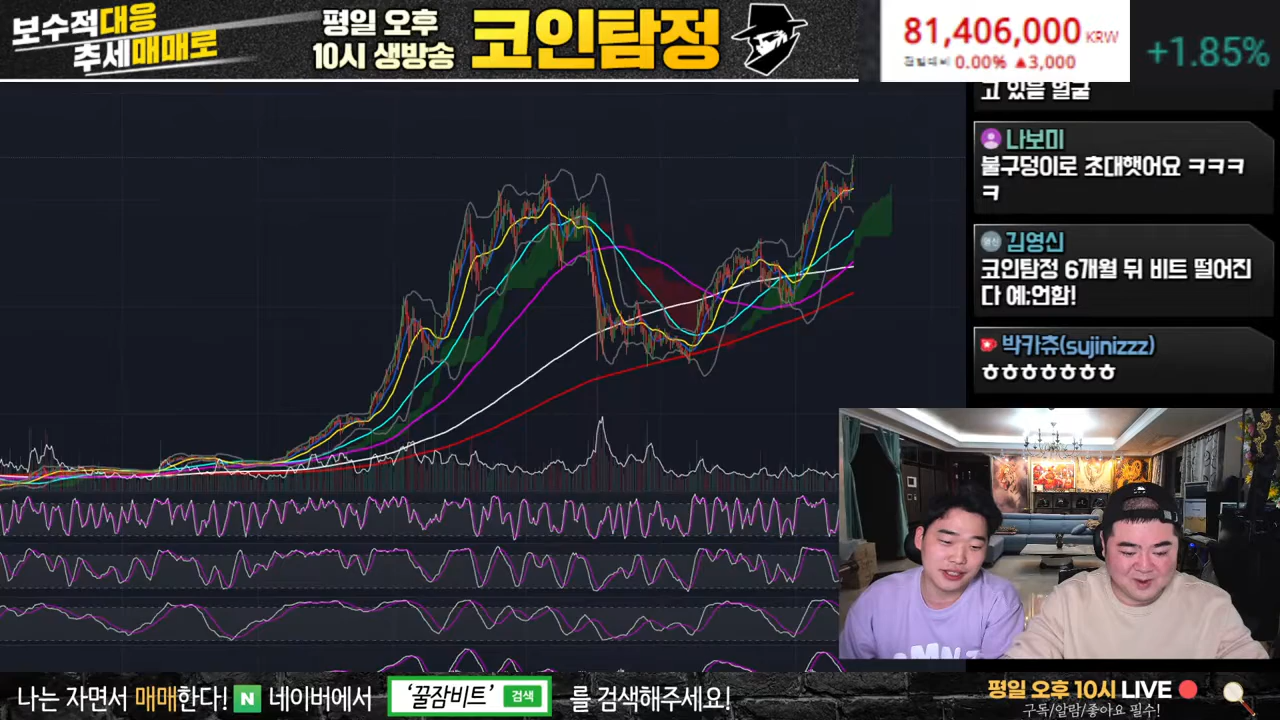 보수적대응
추세매매로
평일 오후
10시 생방송
코인탐정
81,406,000 KRW
전일대비 0.00% ▲3,000
+1.85%
고 있을 얼굴
나보미
불구덩이로 초대햇어요 ㅋㅋㅋ
ㅋ
김영신
코인탐정 6개월 뒤 비트 떨어진
다 예;언함!
박카츄(sujinizzz)
ㅎㅎㅎㅎㅎㅎㅎ
나는 자면서 매매한다! N 네이버에서 '꿀잠비트' 검색 를 검색해주세요!
평일 오후 10시 LIVE
구독/알람/좋아요 필수!